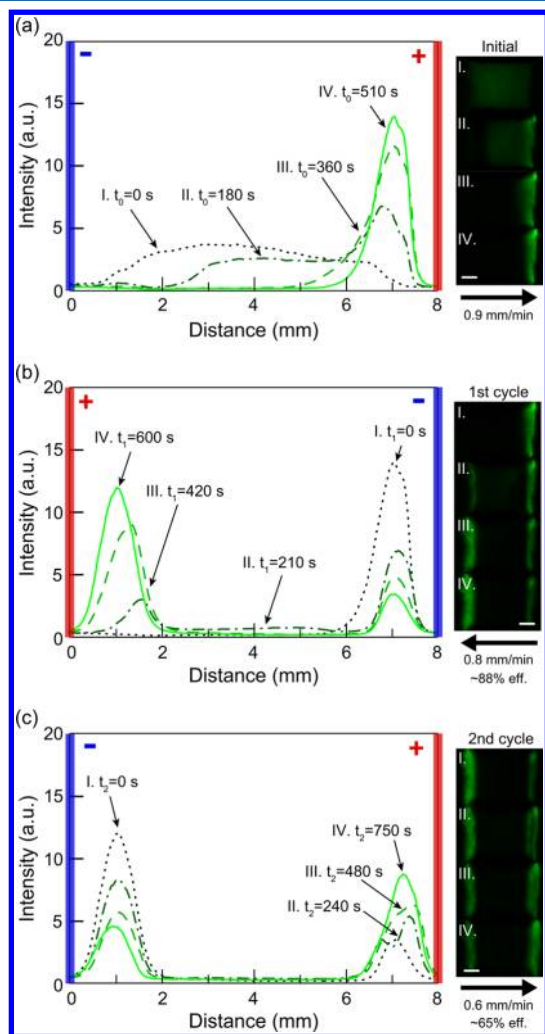 (a)
20
15
10
5
0
Intensity (a.u.)
−
+
IV. t0=510 s
III. t0=360 s
II. t0=180 s
I. t0=0 s
0
2
4
6
8
Distance (mm)
Initial
I.
II.
III.
IV.
0.9 mm/min
(b)
20
15
10
5
0
Intensity (a.u.)
+
−
IV. t1=600 s
I. t1=0 s
III. t1=420 s
II. t1=210 s
0
2
4
6
8
Distance (mm)
1st cycle
I.
II.
III.
IV.
0.8 mm/min
~88% eff.
(c)
20
15
10
5
0
Intensity (a.u.)
−
+
I. t2=0 s
IV. t2=750 s
III. t2=480 s
II. t2=240 s
0
2
4
6
8
Distance (mm)
2nd cycle
I.
II.
III.
IV.
0.6 mm/min
~65% eff.